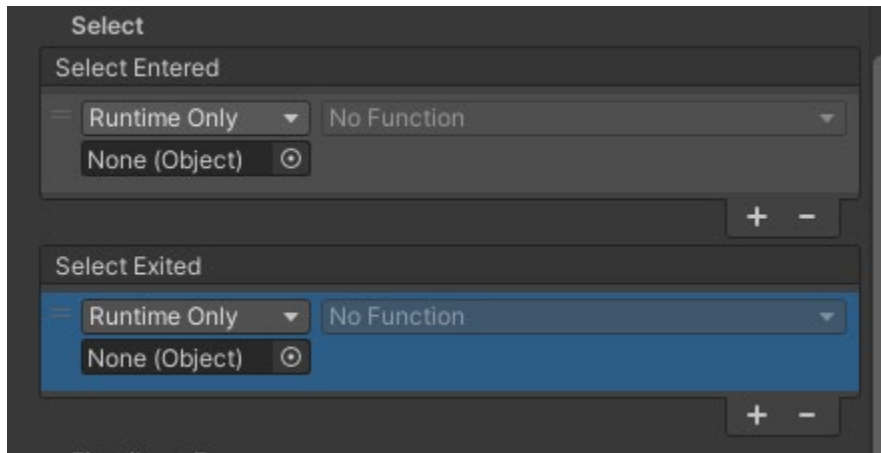 Select
Select Entered
Runtime Only No Function
None (Object)
+ -
Select Exited
Runtime Only No Function
None (Object)
+ -